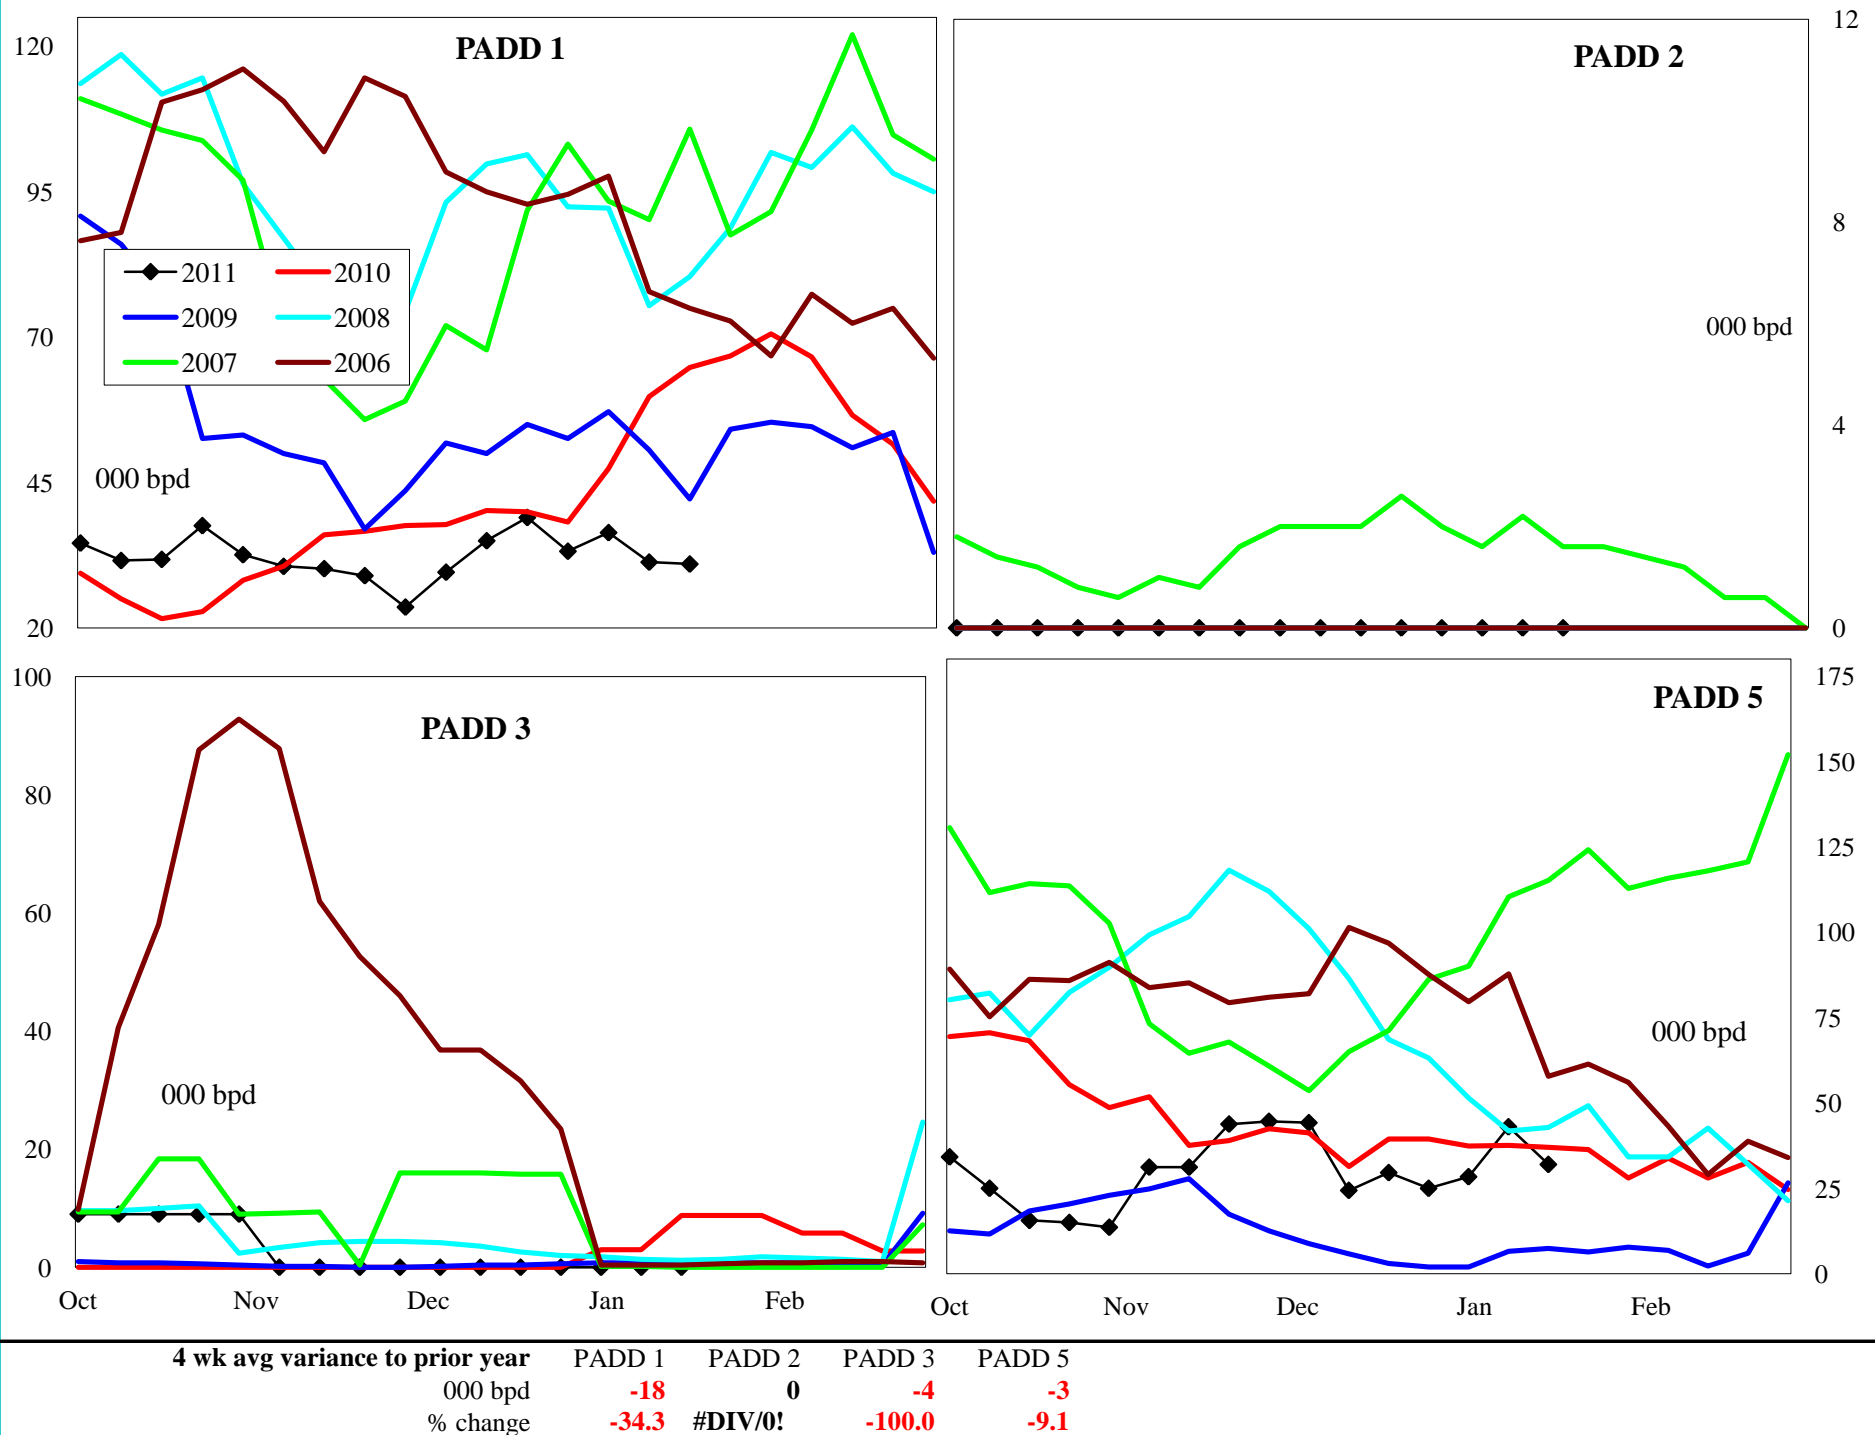 PADD 1
120
95
70
45
20
2011 2010
2009 2008
2007 2006
000 bpd
PADD 2
12
8
4
0
000 bpd
PADD 3
100
80
60
40
20
0
000 bpd
Oct Nov Dec Jan Feb
PADD 5
175
150
125
100
75
50
25
0
000 bpd
Oct Nov Dec Jan Feb
4 wk avg variance to prior year PADD 1 PADD 2 PADD 3 PADD 5
000 bpd -18 0 -4 -3
% change -34.3 #DIV/0! -100.0 -9.1